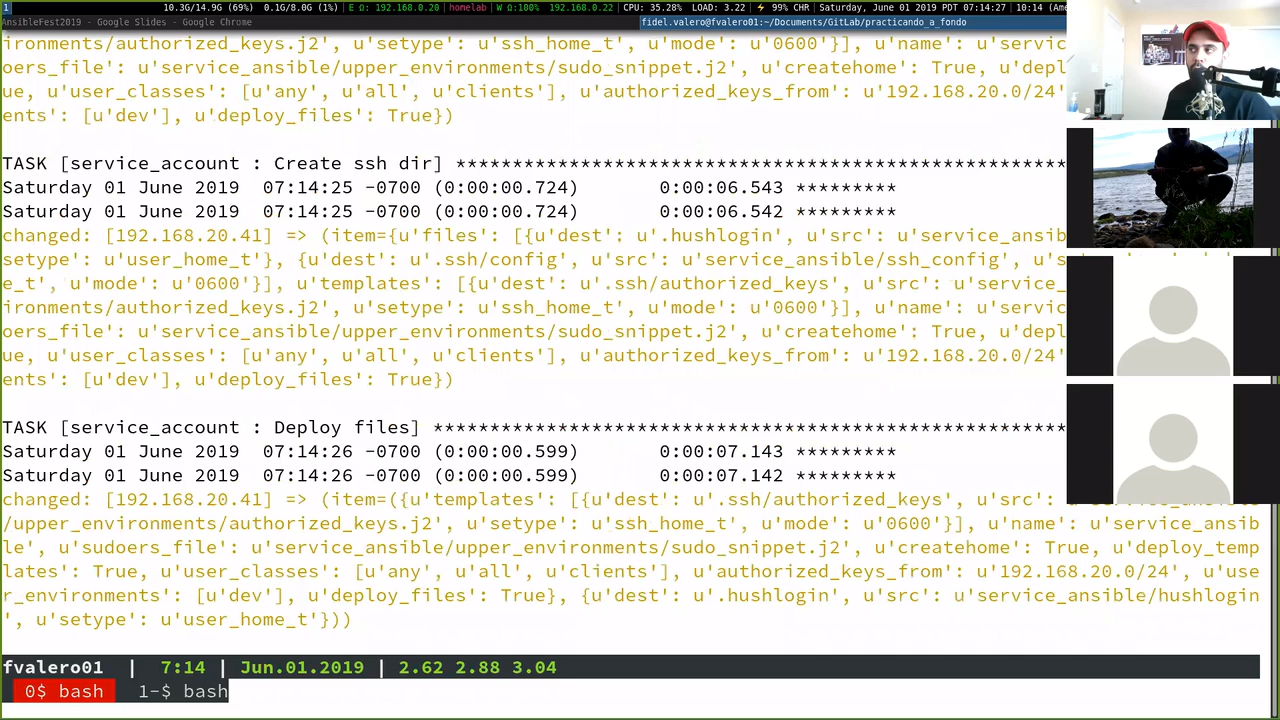 1 10.3G/14.9G (69%) 0.1G/8.0G (1%) | E Ω: 192.168.0.20 | homelab | W Ω:100% 192.168.0.22 | CPU: 35.28% LOAD: 3.22 | ⚡ 99% CHR | Saturday, June 01 2019 PDT 07:14:27 | 10:14 (Ame
AnsibleFest2019 - Google Slides - Google Chrome fidel.valero@fvalero01:~/Documents/GitLab/practicando_a_fondo
ironments/authorized_keys.j2', u'setype': u'ssh_home_t', u'mode': u'0600'}], u'name': u'servic
oers_file': u'service_ansible/upper_environments/sudo_snippet.j2', u'createhome': True, u'depl
ue, u'user_classes': [u'any', u'all', u'clients'], u'authorized_keys_from': u'192.168.20.0/24'
ents': [u'dev'], u'deploy_files': True})
TASK [service_account : Create ssh dir] *****************************************************
Saturday 01 June 2019  07:14:25 -0700 (0:00:00.724)       0:00:06.543 *********
Saturday 01 June 2019  07:14:25 -0700 (0:00:00.724)       0:00:06.542 *********
changed: [192.168.20.41] => (item={u'files': [{u'dest': u'.hushlogin', u'src': u'service_ansib
setype': u'user_home_t'}, {u'dest': u'.ssh/config', u'src': u'service_ansible/ssh_config', u's
e_t', u'mode': u'0600'}], u'templates': [{u'dest': u'.ssh/authorized_keys', u'src': u'service_
ironments/authorized_keys.j2', u'setype': u'ssh_home_t', u'mode': u'0600'}], u'name': u'servic
oers_file': u'service_ansible/upper_environments/sudo_snippet.j2', u'createhome': True, u'depl
ue, u'user_classes': [u'any', u'all', u'clients'], u'authorized_keys_from': u'192.168.20.0/24'
ents': [u'dev'], u'deploy_files': True})
TASK [service_account : Deploy files] *******************************************************
Saturday 01 June 2019  07:14:26 -0700 (0:00:00.599)       0:00:07.143 *********
Saturday 01 June 2019  07:14:26 -0700 (0:00:00.599)       0:00:07.142 *********
changed: [192.168.20.41] => (item=({u'templates': [{u'dest': u'.ssh/authorized_keys', u'src':
/upper_environments/authorized_keys.j2', u'setype': u'ssh_home_t', u'mode': u'0600'}], u'name': u'service_ansib
le', u'sudoers_file': u'service_ansible/upper_environments/sudo_snippet.j2', u'createhome': True, u'deploy_temp
lates': True, u'user_classes': [u'any', u'all', u'clients'], u'authorized_keys_from': u'192.168.20.0/24', u'use
r_environments': [u'dev'], u'deploy_files': True}, {u'dest': u'.hushlogin', u'src': u'service_ansible/hushlogin
', u'setype': u'user_home_t'}))
fvalero01 | 7:14 | Jun.01.2019 | 2.62 2.88 3.04
0$ bash 1-$ bash